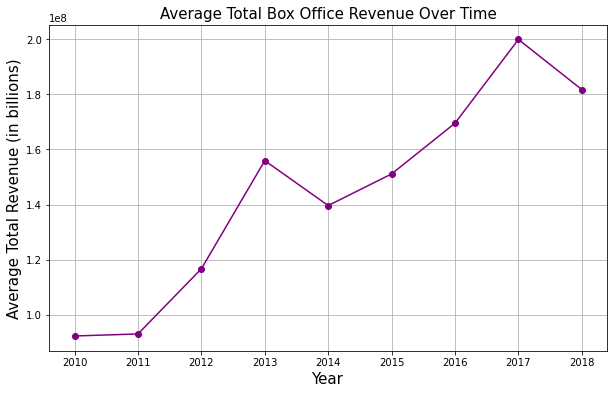 Average Total Box Office Revenue Over Time
1e8
Average Total Revenue (in billions)
2.0
1.8
1.6
1.4
1.2
1.0
2010 2011 2012 2013 2014 2015 2016 2017 2018
Year